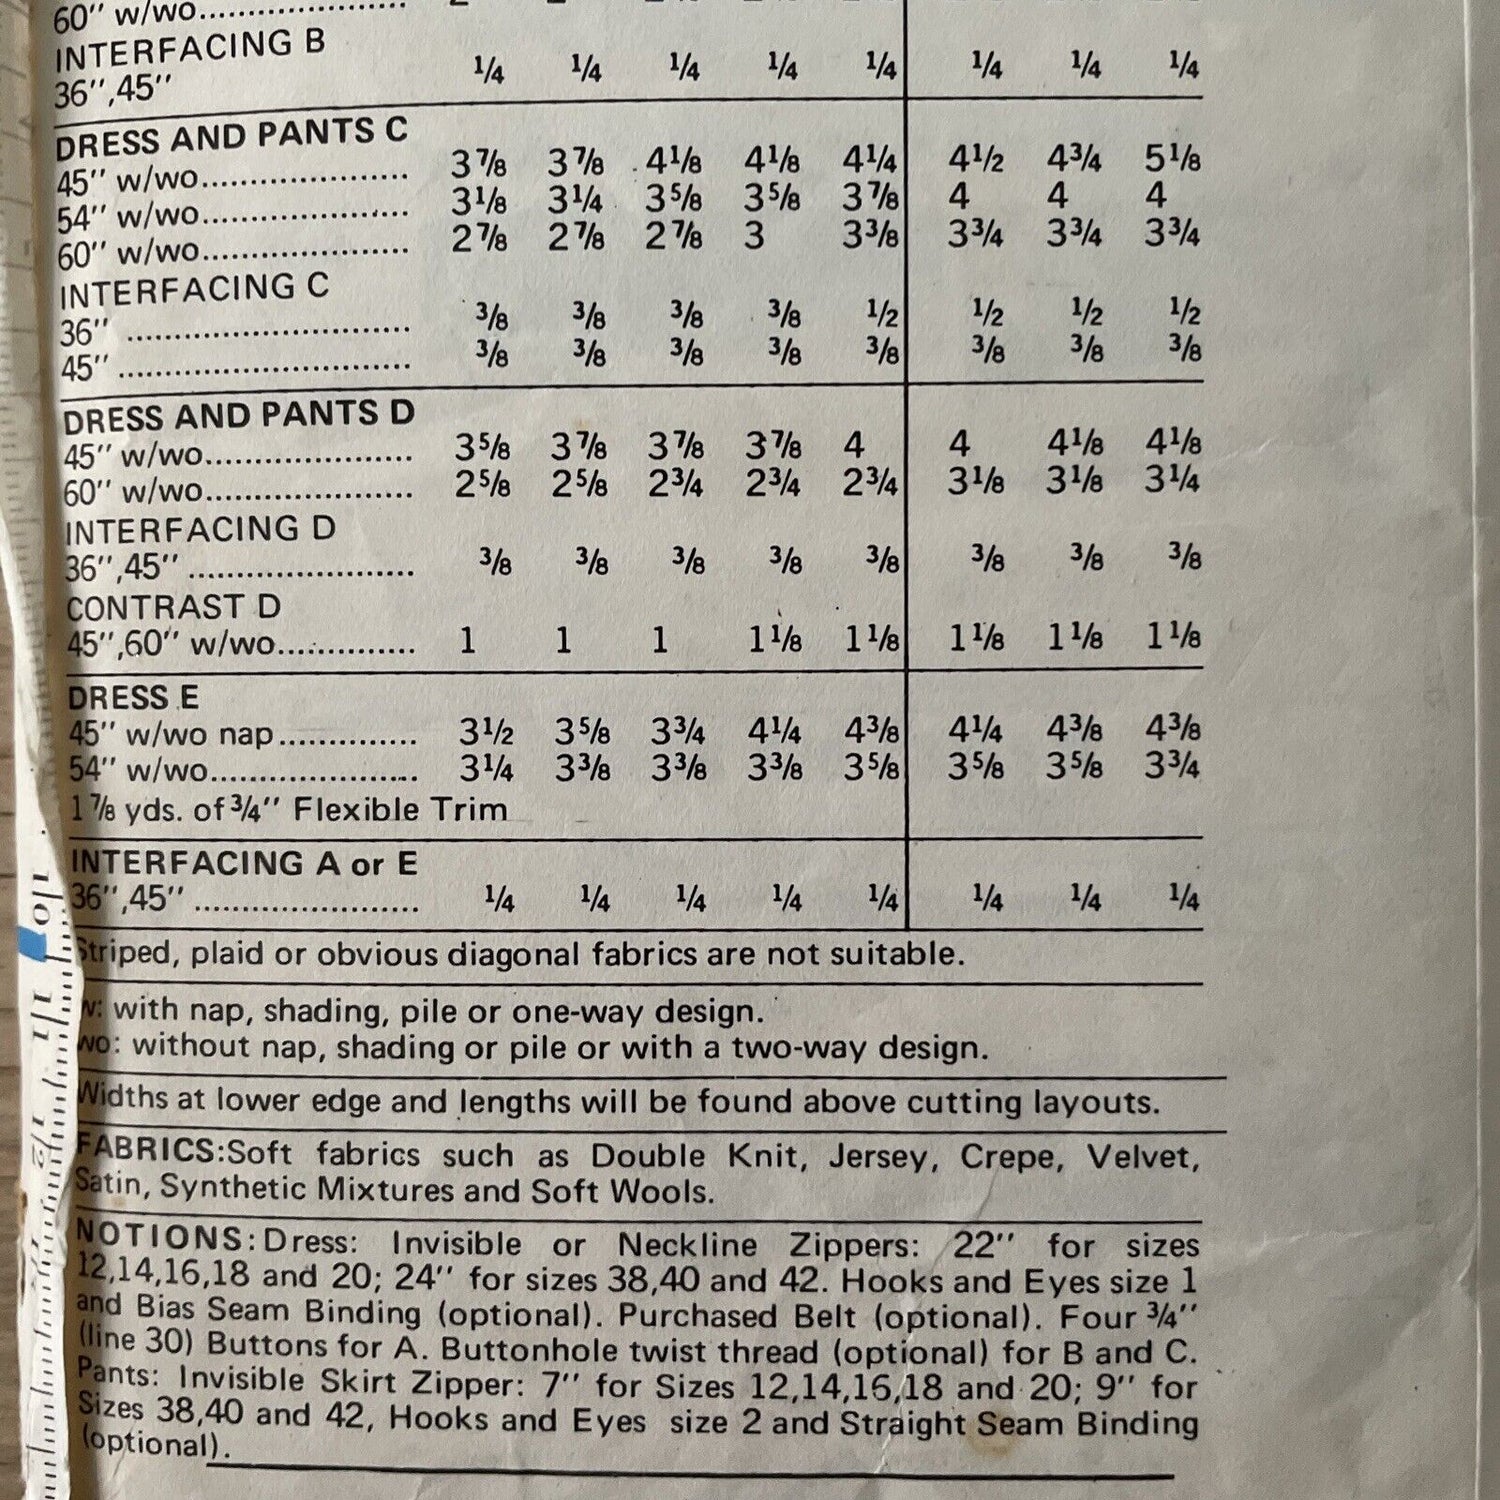 60" w/wo
INTERFACING B
36",45" 1/4 1/4 1/4 1/4 1/4 1/4 1/4 1/4
DRESS AND PANTS C
45" w/wo.................... 3 7/8 3 7/8 4 1/8 4 1/8 4 1/4 4 1/2 4 3/4 5 1/8
54" w/wo.................... 3 1/8 3 1/4 3 5/8 3 5/8 3 7/8 4 4 4
60" w/wo.................... 2 7/8 2 7/8 2 7/8 3 3 3/8 3 3/4 3 3/4 3 3/4
INTERFACING C
36" ........................... 3/8 3/8 3/8 3/8 1/2 1/2 1/2 1/2
45" ........................... 3/8 3/8 3/8 3/8 3/8 3/8 3/8 3/8
DRESS AND PANTS D
45" w/wo.................... 3 5/8 3 7/8 3 7/8 3 7/8 4 4 4 1/8 4 1/8
60" w/wo.................... 2 5/8 2 5/8 2 3/4 2 3/4 2 3/4 3 1/8 3 1/8 3 1/4
INTERFACING D
36",45" ...................... 3/8 3/8 3/8 3/8 3/8 3/8 3/8 3/8
CONTRAST D
45",60" w/wo.............. 1 1 1 1 1/8 1 1/8 1 1/8 1 1/8 1 1/8
DRESS E
45" w/wo nap.............. 3 1/2 3 5/8 3 3/4 4 1/4 4 3/8 4 1/4 4 3/8 4 3/8
54" w/wo.................... 3 1/4 3 3/8 3 3/8 3 3/8 3 5/8 3 5/8 3 5/8 3 3/4
1 7/8 yds. of 3/4" Flexible Trim
INTERFACING A or E
36",45" ...................... 1/4 1/4 1/4 1/4 1/4 1/4 1/4 1/4
Striped, plaid or obvious diagonal fabrics are not suitable.
w: with nap, shading, pile or one-way design.
wo: without nap, shading or pile or with a two-way design.
Widths at lower edge and lengths will be found above cutting layouts.
FABRICS:Soft fabrics such as Double Knit, Jersey, Crepe, Velvet,
Satin, Synthetic Mixtures and Soft Wools.
NOTIONS: Dress: Invisible or Neckline Zippers: 22" for sizes
12,14,16,18 and 20; 24" for sizes 38,40 and 42. Hooks and Eyes size 1
and Bias Seam Binding (optional). Purchased Belt (optional). Four 3/4"
(line 30) Buttons for A. Buttonhole twist thread (optional) for B and C.
Pants: Invisible Skirt Zipper: 7" for Sizes 12,14,16,18 and 20; 9" for
Sizes 38,40 and 42, Hooks and Eyes size 2 and Straight Seam Binding
(optional).
10
11
12